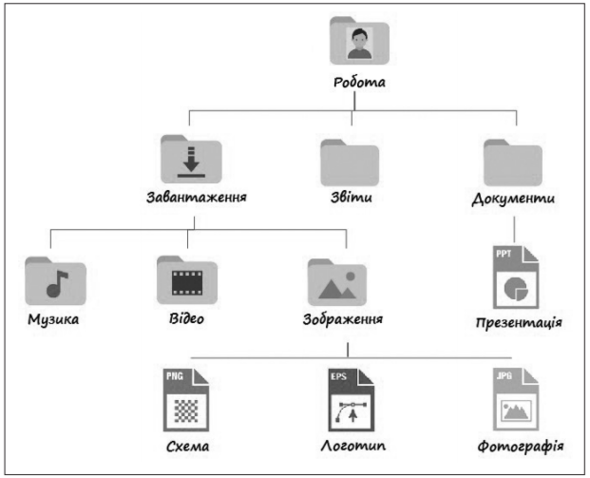 Робота
Завантаження
Звіти
Документи
PPT
Музика
Відео
Зображення
Презентація
PNG
EPS
JPG
Схема
Логотип
Фотографія